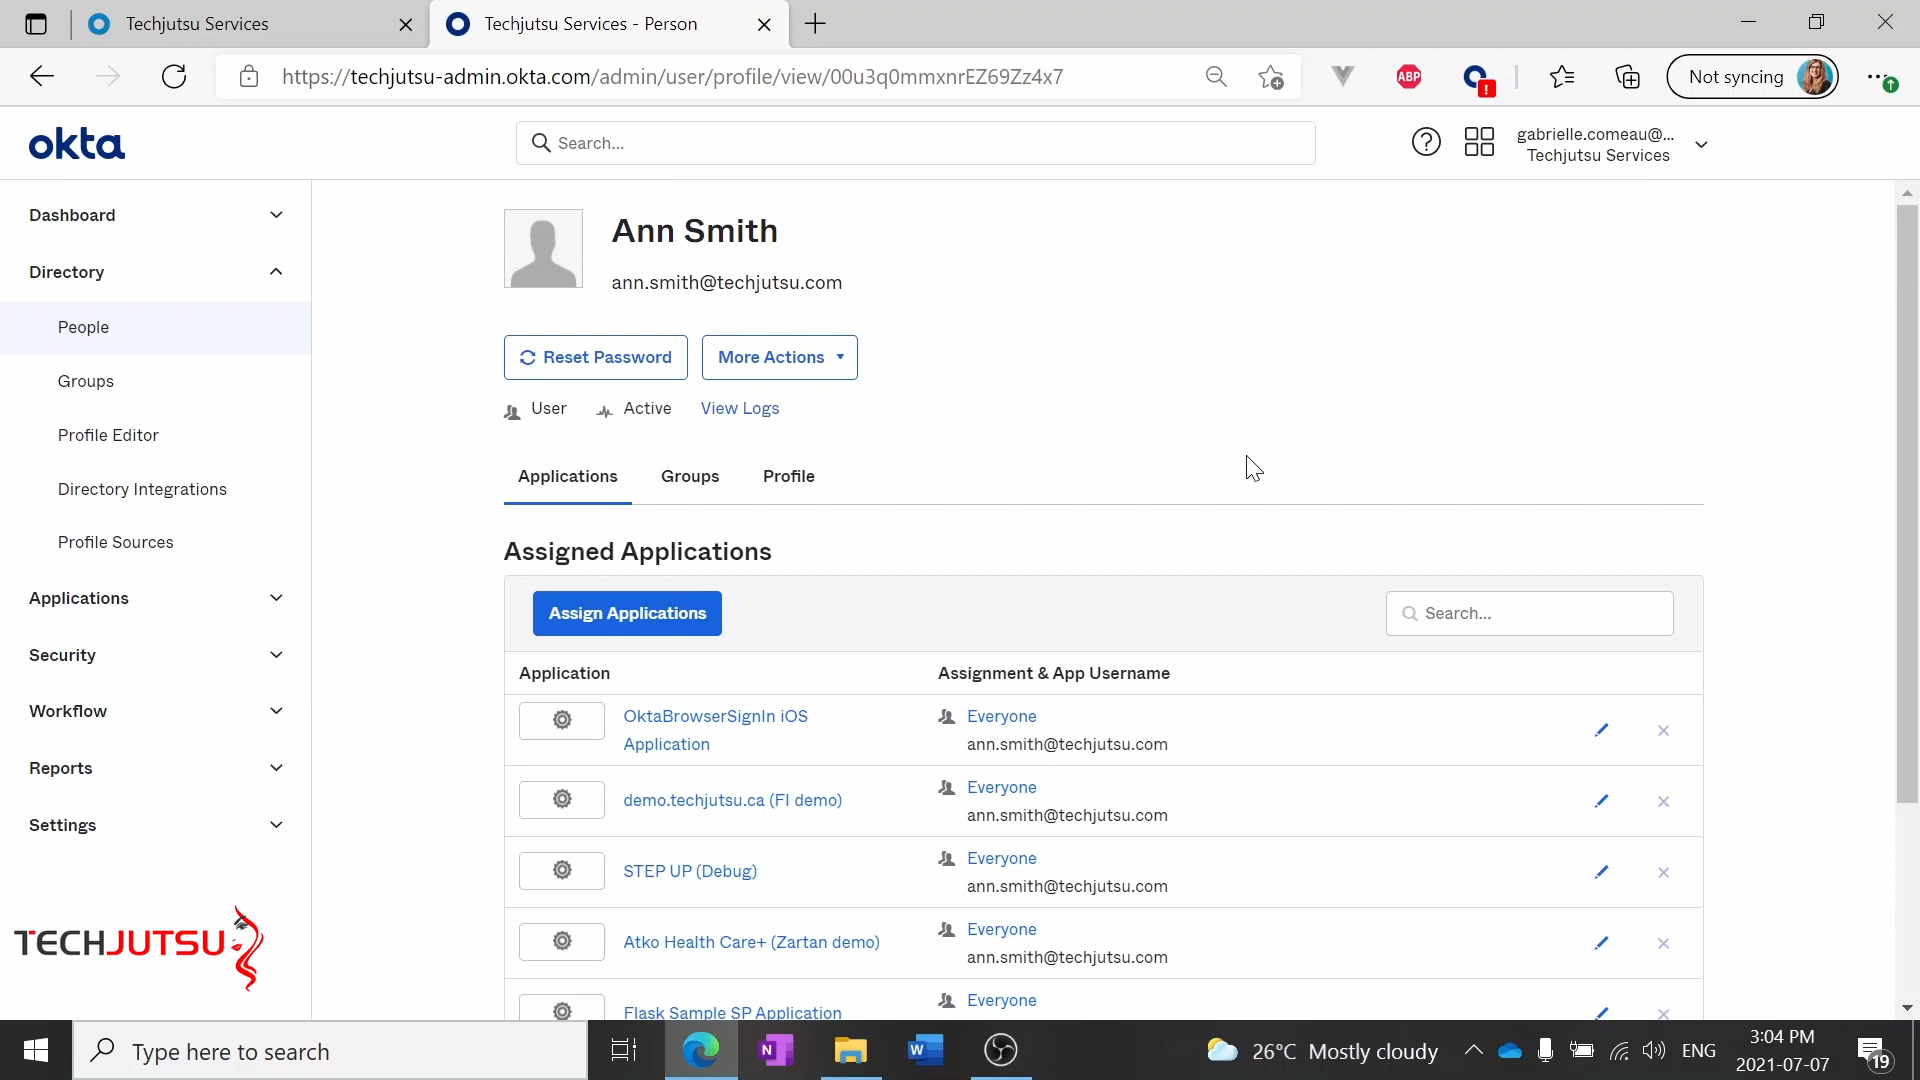 Techjutsu Services
Techjutsu Services - Person
https://techjutsu-admin.okta.com/admin/user/profile/view/00u3q0mmxnrEZ69Zz4x7
ABP
!
Not syncing
okta
Search...
gabrielle.comeau@...
Techjutsu Services
Dashboard
Directory
People
Groups
Profile Editor
Directory Integrations
Profile Sources
Applications
Security
Workflow
Reports
Settings
TECHJUTSU
Ann Smith
ann.smith@techjutsu.com
Reset Password
More Actions
User
Active
View Logs
Applications
Groups
Profile
Assigned Applications
Assign Applications
Search...
Application
Assignment & App Username
OktaBrowserSignIn iOS
Application
Everyone
ann.smith@techjutsu.com
demo.techjutsu.ca (FI demo)
Everyone
ann.smith@techjutsu.com
STEP UP (Debug)
Everyone
ann.smith@techjutsu.com
Atko Health Care+ (Zartan demo)
Everyone
ann.smith@techjutsu.com
Flask Sample SP Application
Everyone
Type here to search
N
W
26°C Mostly cloudy
ENG
3:04 PM
2021-07-07
19